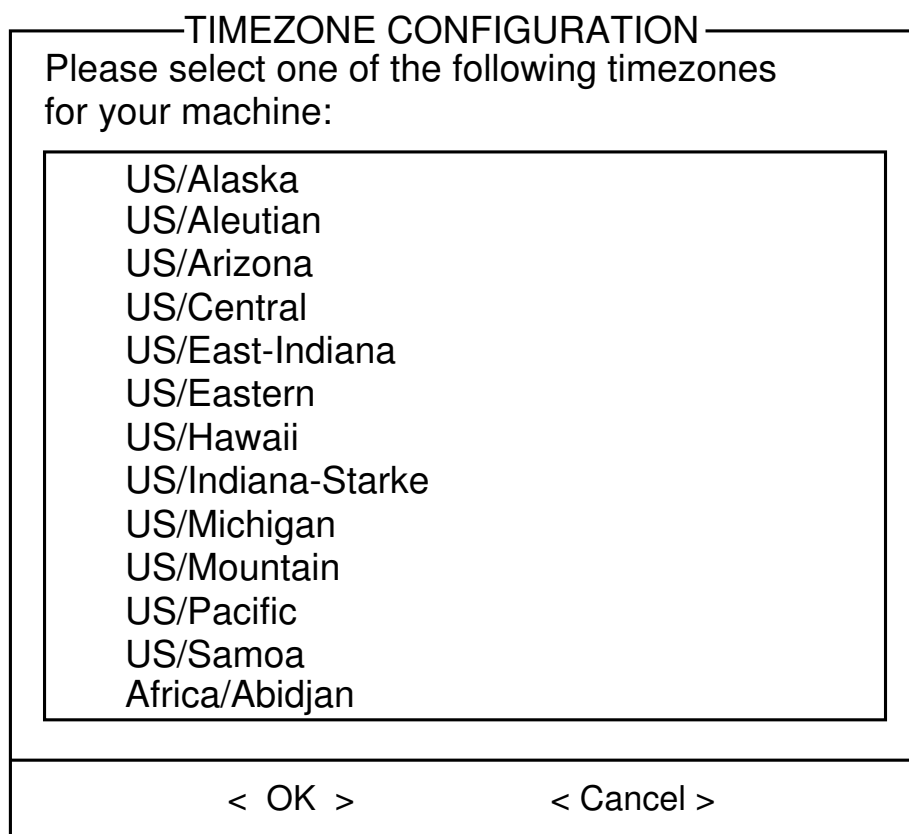 TIMEZONE CONFIGURATION
Please select one of the following timezones
for your machine:
US/Alaska
US/Aleutian
US/Arizona
US/Central
US/East-Indiana
US/Eastern
US/Hawaii
US/Indiana-Starke
US/Michigan
US/Mountain
US/Pacific
US/Samoa
Africa/Abidjan
< OK > < Cancel >